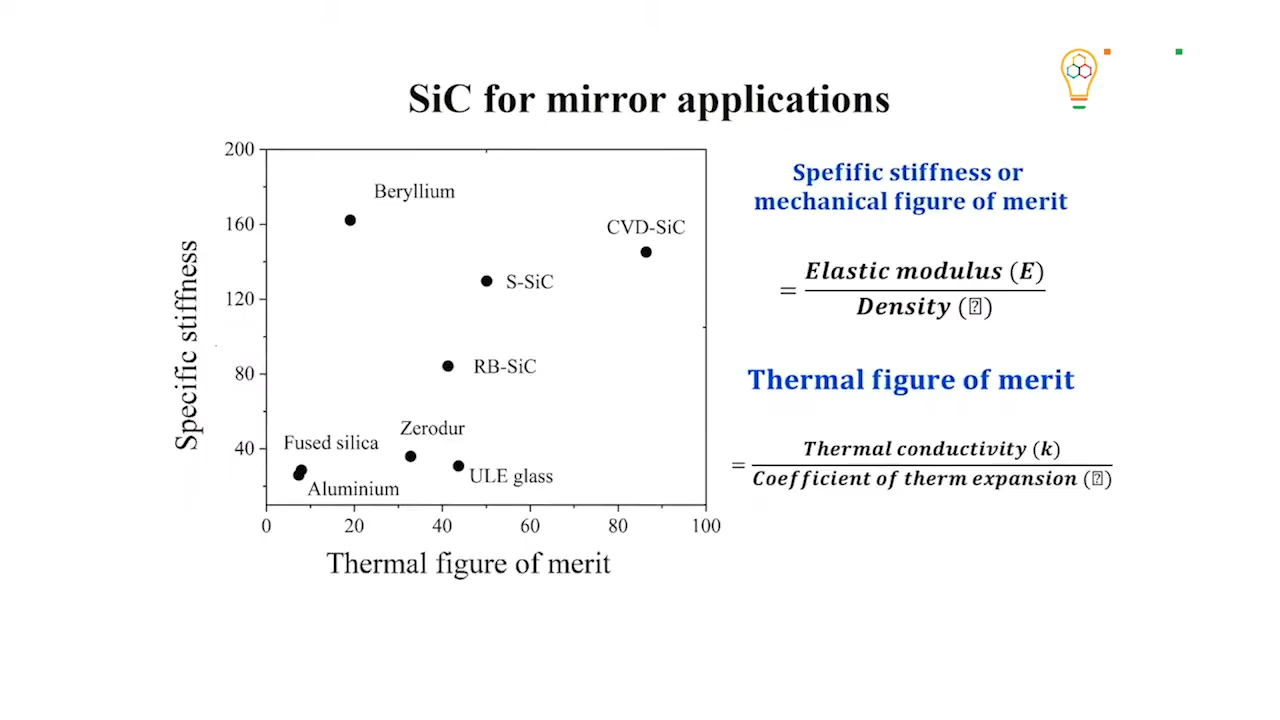 SiC for mirror applications
200
160
120
80
40
0
20
40
60
80
100
Specific stiffness
Thermal figure of merit
Beryllium
CVD-SiC
S-SiC
RB-SiC
Zerodur
Fused silica
ULE glass
Aluminium
Spefific stiffness or
mechanical figure of merit
= Elastic modulus (E)
Density (⍰)
Thermal figure of merit
= Thermal conductivity (k)
Coefficient of therm expansion (⍰)